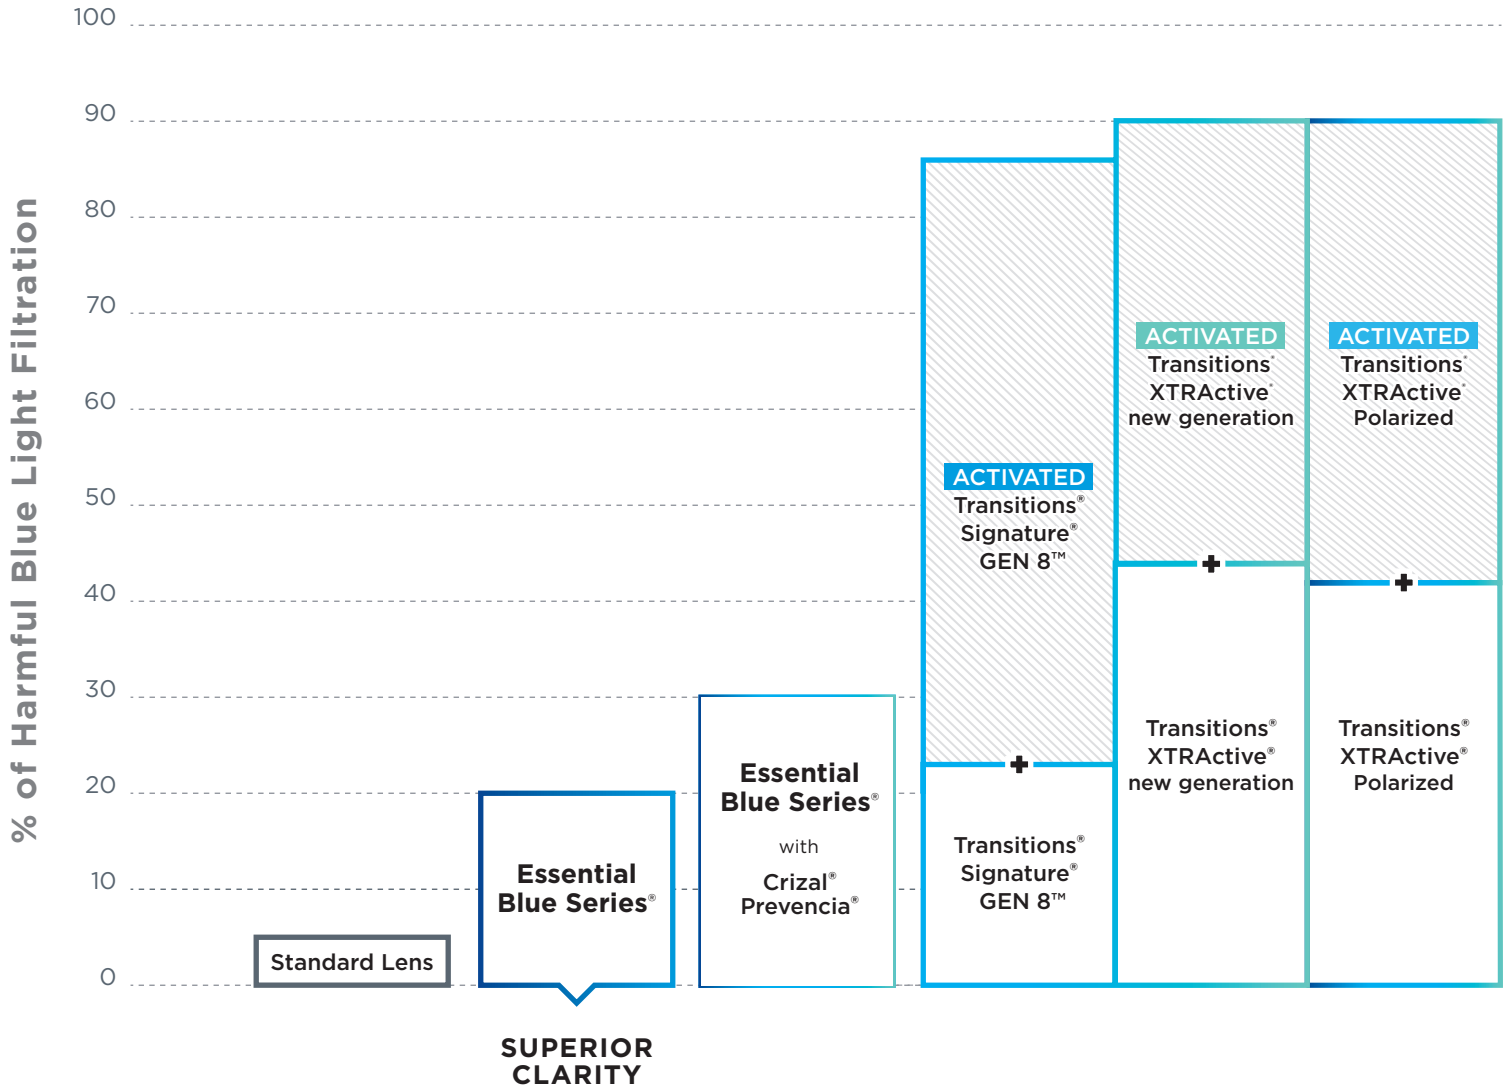 % of Harmful Blue Light Filtration
100
90
80
70
60
50
40
30
20
10
0
Standard Lens
Essential
Blue Series®
SUPERIOR
CLARITY
Essential
Blue Series®
with
Crizal®
Prevencia®
ACTIVATED
Transitions®
Signature®
GEN 8™
Transitions®
Signature®
GEN 8™
ACTIVATED
Transitions®
XTRActive®
new generation
Transitions®
XTRActive®
new generation
ACTIVATED
Transitions®
XTRActive®
Polarized
Transitions®
XTRActive®
Polarized